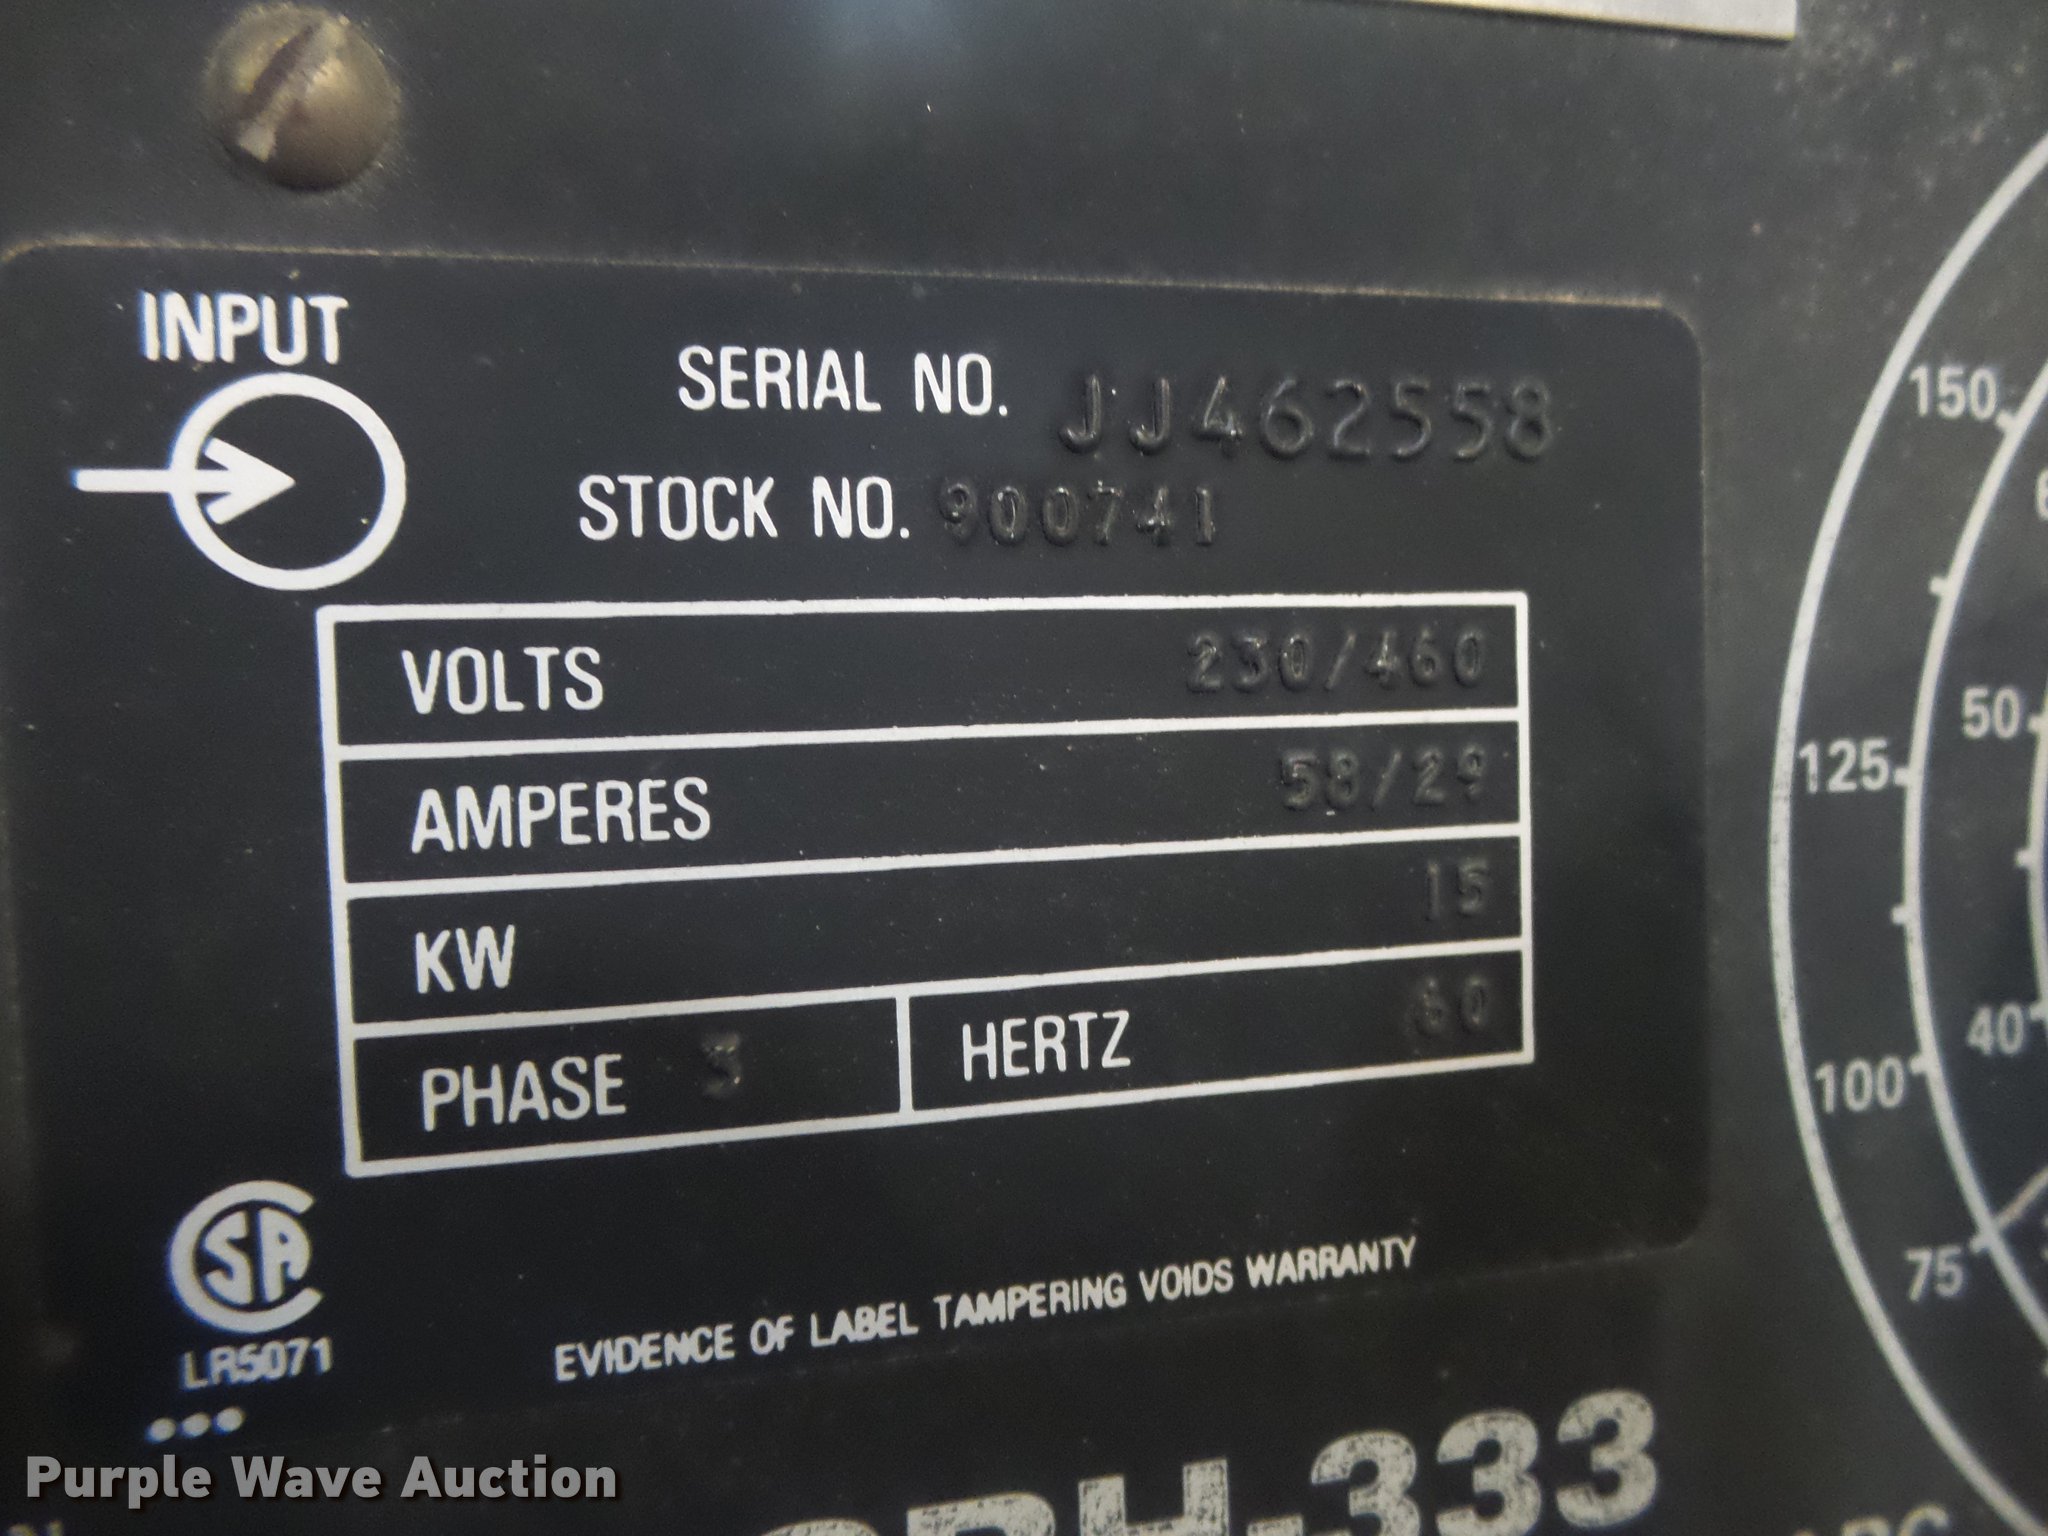 INPUT
SERIAL NO. JJ462558
STOCK NO. 900741
VOLTS 230/460
AMPERES 58/29
KW 15
PHASE 3 HERTZ 60
SA
LR5071
EVIDENCE OF LABEL TAMPERING VOIDS WARRANTY
150
125
50
40
100
75
Purple Wave Auction